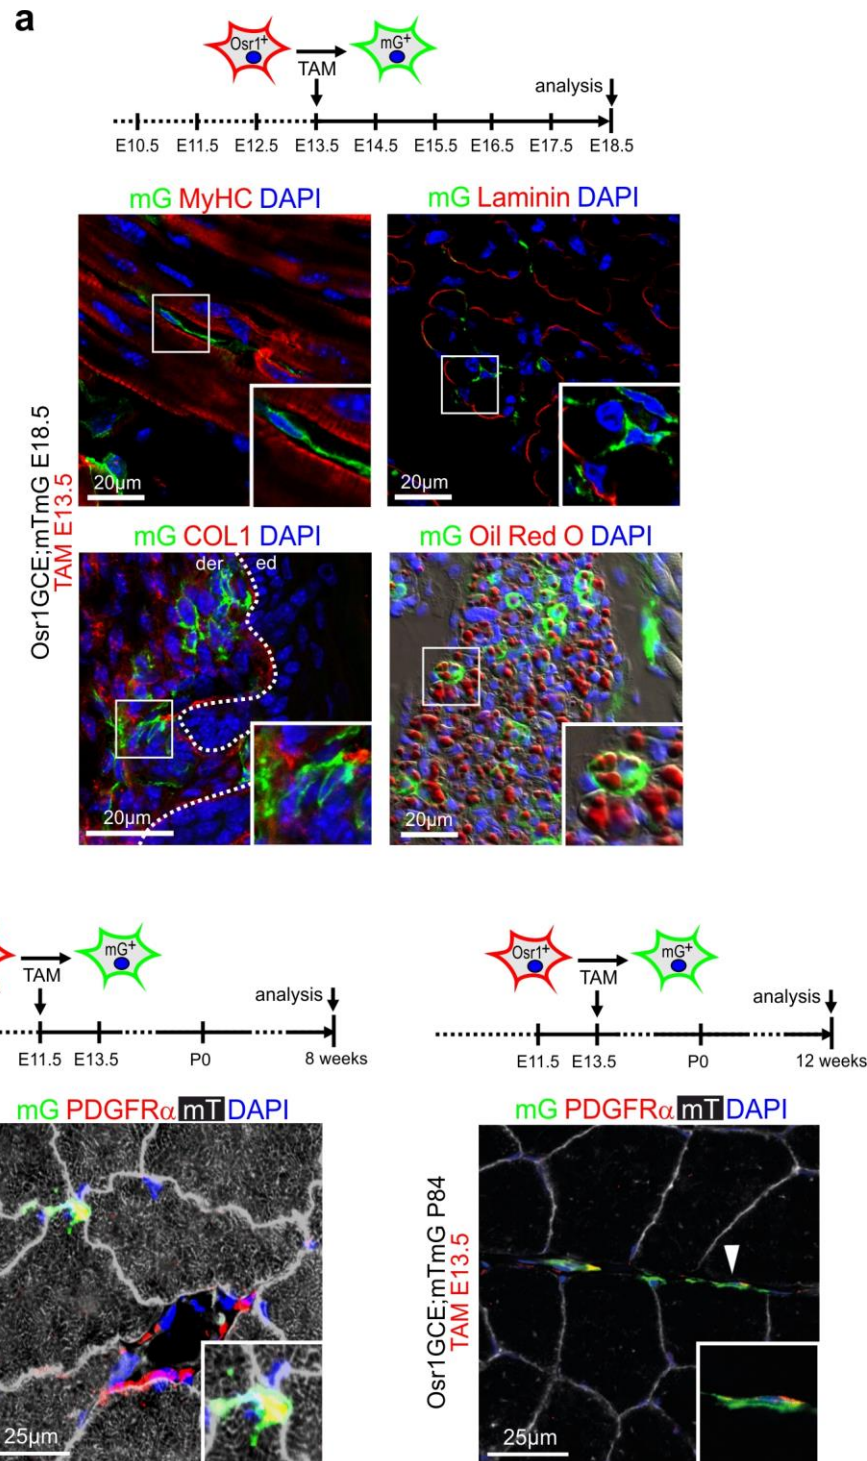 a
Osr1+ mG+
TAM
analysis
E10.5 E11.5 E12.5 E13.5 E14.5 E15.5 E16.5 E17.5 E18.5
mG MyHC DAPI
mG Laminin DAPI
Osr1GCE;mTmG E18.5
TAM E13.5
20µm
20µm
mG COL1 DAPI
mG Oil Red O DAPI
der ed
20µm
20µm
mG+
TAM
analysis
E11.5 E13.5 P0 8 weeks
Osr1+ mG+
TAM
analysis
E11.5 E13.5 P0 12 weeks
mG PDGFRα mT DAPI
25µm
mG PDGFRα mT DAPI
Osr1GCE;mTmG P84
TAM E13.5
25µm